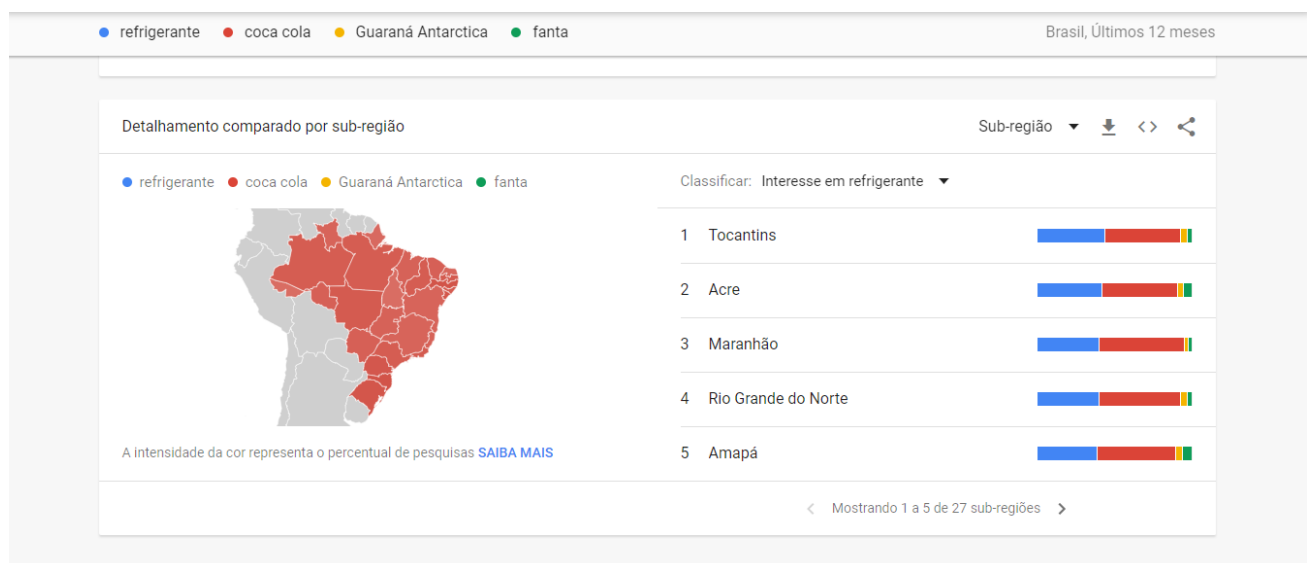 refrigerante coca cola Guaraná Antarctica fanta Brasil, Últimos 12 meses
Detalhamento comparado por sub-região Sub-região
refrigerante coca cola Guaraná Antarctica fanta
Classificar: Interesse em refrigerante
1 Tocantins
2 Acre
3 Maranhão
4 Rio Grande do Norte
5 Amapá
A intensidade da cor representa o percentual de pesquisas SAIBA MAIS
Mostrando 1 a 5 de 27 sub-regiões